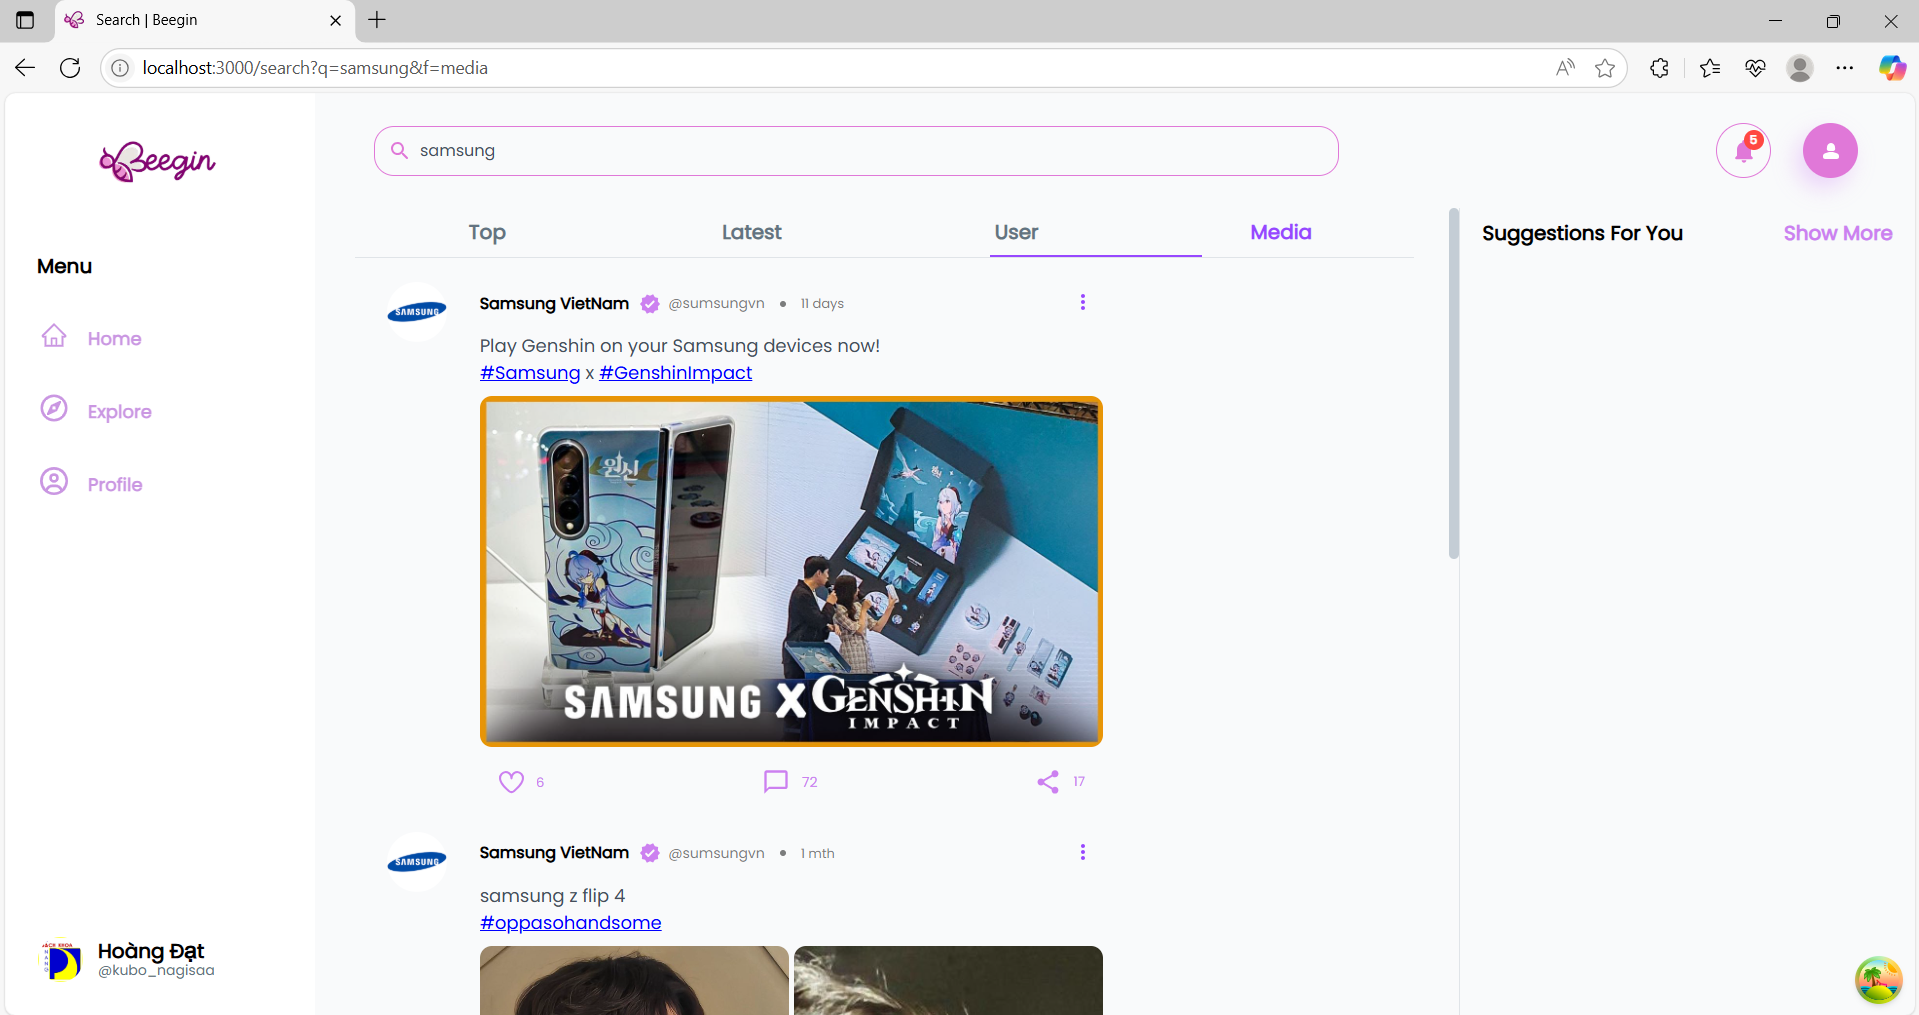 Search | Beegin
localhost:3000/search?q=samsung&f=media
Beegin
samsung
5
Menu
Home
Explore
Profile
Top
Latest
User
Media
Suggestions For You
Show More
SAMSUNG
Samsung VietNam @sumsungvn • 11 days
Play Genshin on your Samsung devices now!
#Samsung x #GenshinImpact
원신
SAMSUNG X GENSHIN
IMPACT
6
72
17
SAMSUNG
Samsung VietNam @sumsungvn • 1 mth
samsung z flip 4
#oppasohandsome
Hoàng Đạt
@kubo_nagisaa